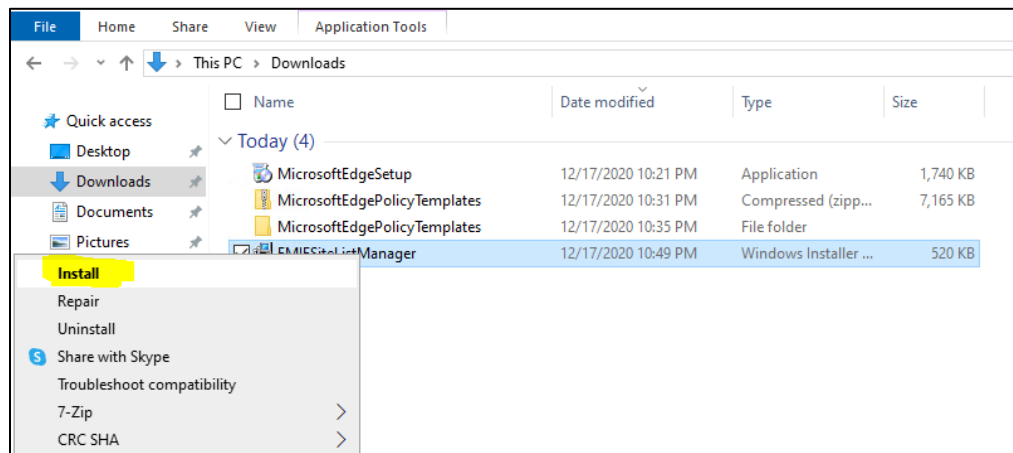 File Home Share View Application Tools
This PC > Downloads
Name Date modified Type Size
Quick access
Today (4)
Desktop
MicrosoftEdgeSetup 12/17/2020 10:21 PM Application 1,740 KB
Downloads
MicrosoftEdgePolicyTemplates 12/17/2020 10:31 PM Compressed (zipp... 7,165 KB
Documents
MicrosoftEdgePolicyTemplates 12/17/2020 10:35 PM File folder
Pictures
EMIESiteListManager 12/17/2020 10:49 PM Windows Installer ... 520 KB
Install
Repair
Uninstall
S Share with Skype
Troubleshoot compatibility
7-Zip
CRC SHA